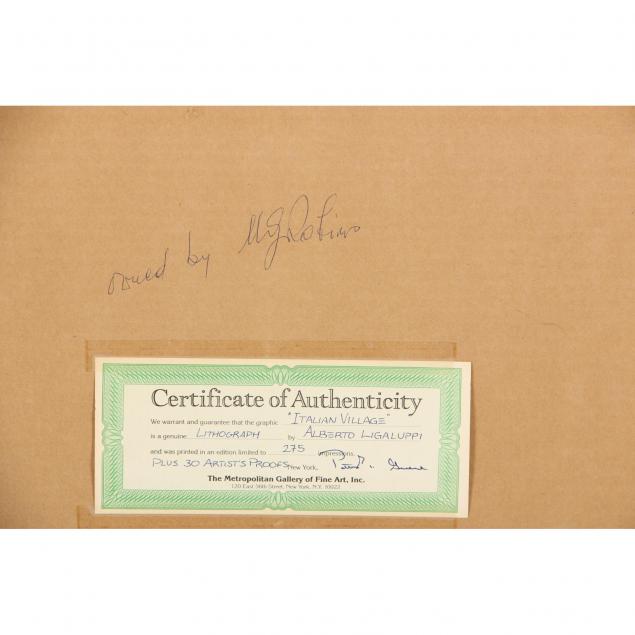 owned by
Certificate of Authenticity
We warrant and guarantee that the graphic "ITALIAN VILLAGE"
is a genuine LITHOGRAPH by ALBERTO LIGALUPPI
and was printed in an edition limited to 275 impressions.
PLUS 30 ARTIST'S PROOFS New York,
The Metropolitan Gallery of Fine Art, Inc.
120 East 56th Street, New York, N.Y. 10022